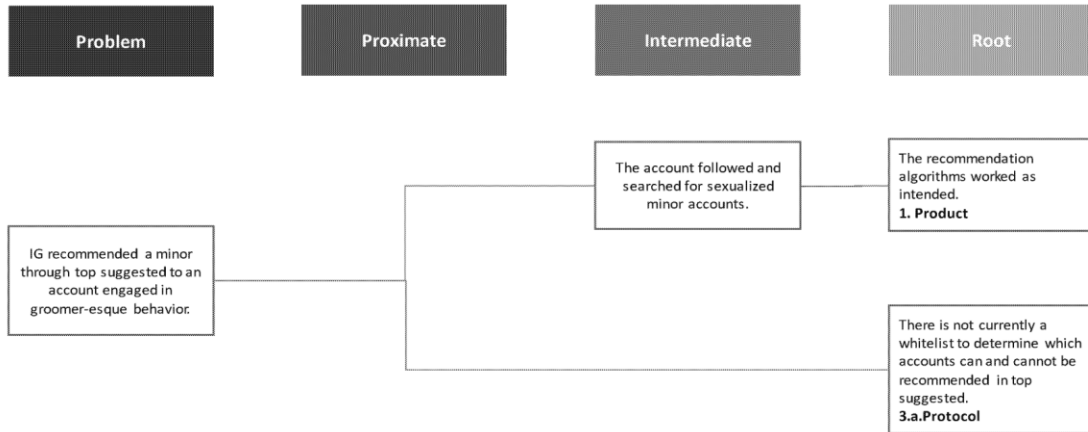 Problem
Proximate
Intermediate
Root
The account followed and
searched for sexualized
minor accounts.
The recommendation
algorithms worked as
intended.
1. Product
IG recommended a minor
through top suggested to an
account engaged in
groomer-esque behavior.
There is not currently a
whitelist to determine which
accounts can and cannot be
recommended in top
suggested.
3.a.Protocol